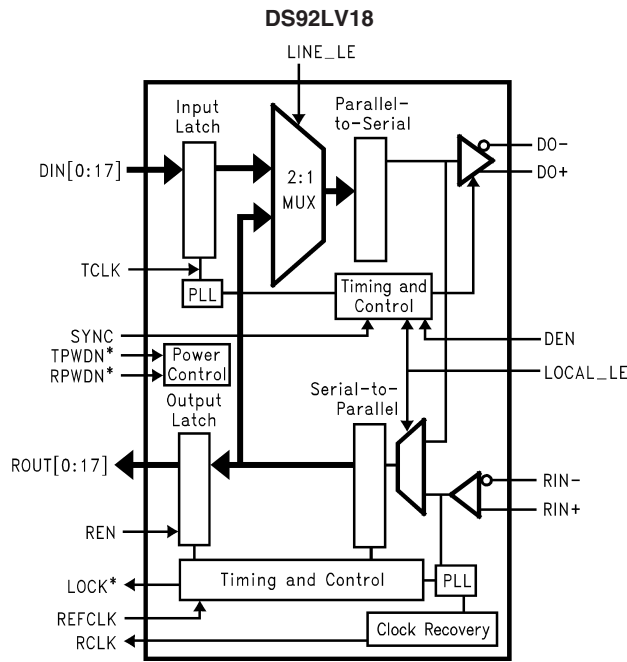 DS92LV18
LINE_LE
Input
Latch
Parallel-
to-Serial
DIN[0:17]
2:1
MUX
DO-
DO+
TCLK
PLL
Timing and
Control
SYNC
DEN
TPWDN*
RPWDN*
Power
Control
LOCAL_LE
Output
Latch
Serial-to-
Parallel
ROUT[0:17]
RIN-
RIN+
REN
LOCK*
Timing and Control
PLL
REFCLK
RCLK
Clock Recovery